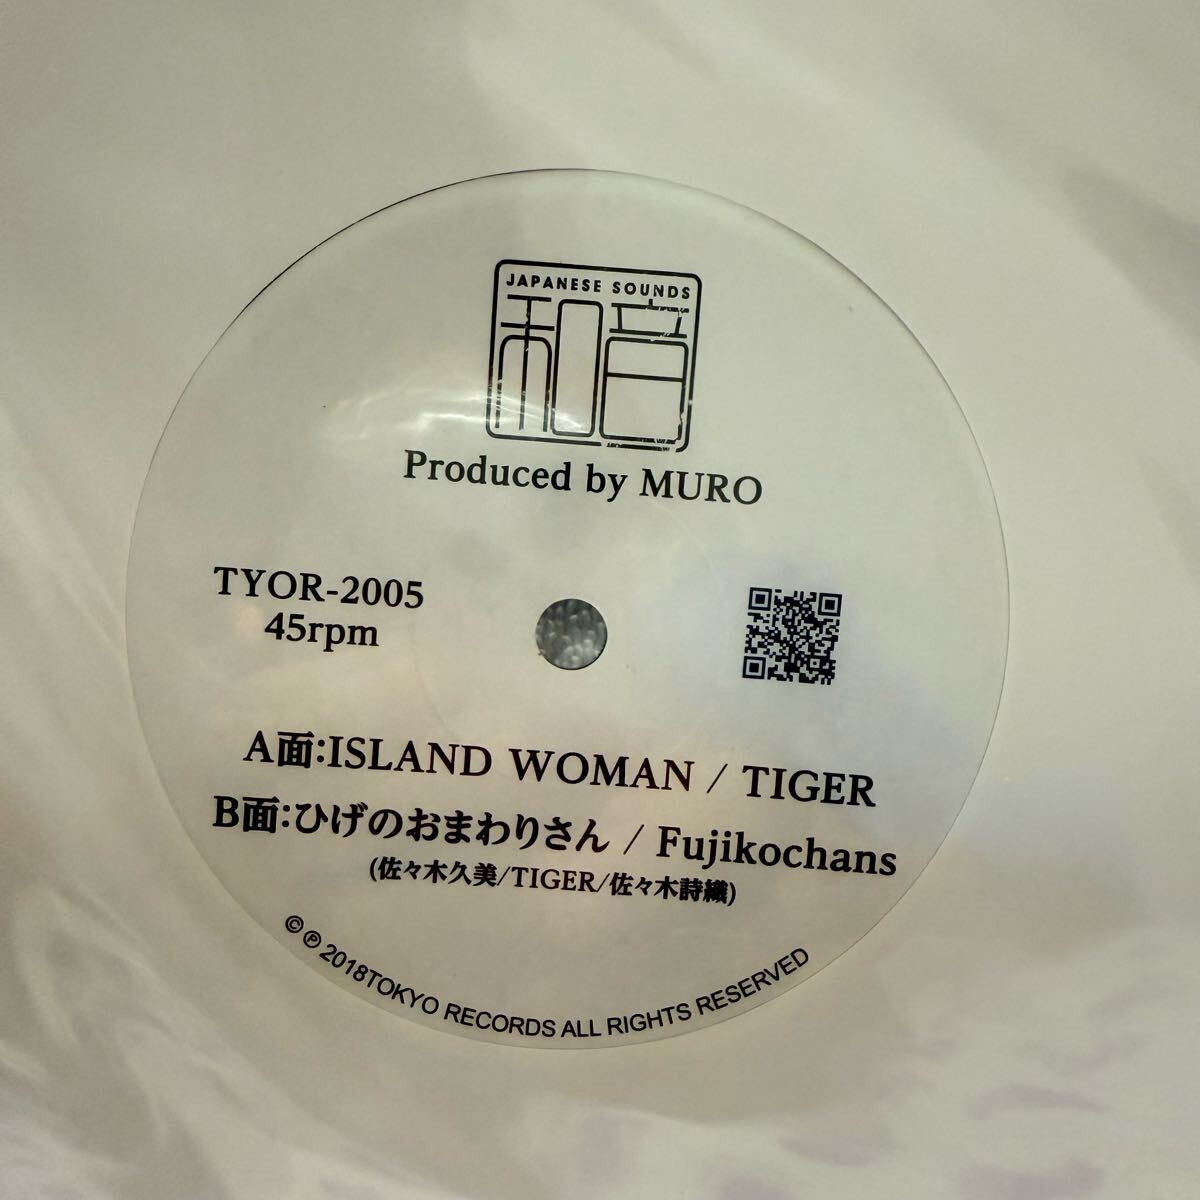 JAPANESE SOUNDS
和音
Produced by MURO
TYOR-2005
45rpm
A面:ISLAND WOMAN / TIGER
B面:ひげのおまわりさん / Fujikochans
(佐々木久美/TIGER/佐々木詩織)
©℗2018TOKYO RECORDS ALL RIGHTS RESERVED